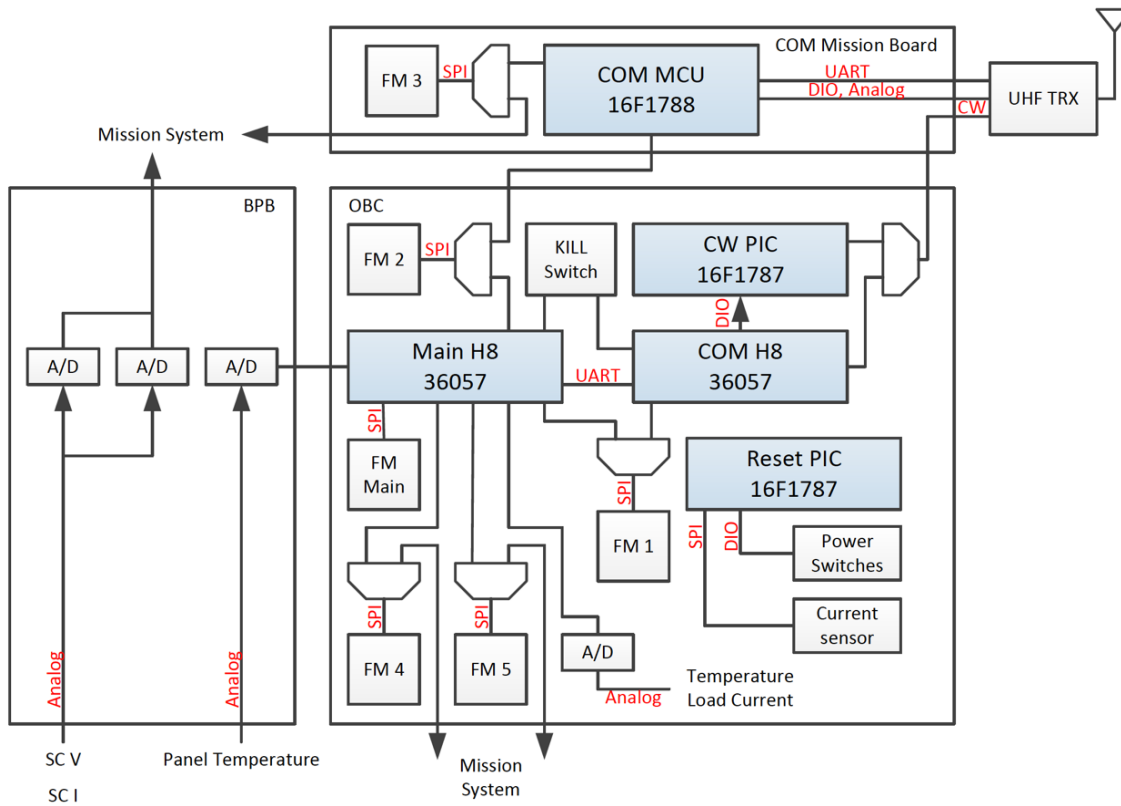 COM Mission Board
FM 3
SPI
COM MCU
16F1788
UART
DIO, Analog
CW
UHF TRX
Mission System
BPB
OBC
FM 2
SPI
KILL
Switch
CW PIC
16F1787
DIO
A/D
A/D
A/D
Main H8
36057
UART
COM H8
36057
SPI
FM
Main
SPI
FM 1
Reset PIC
16F1787
SPI
DIO
Power
Switches
Current
sensor
SPI
FM 4
SPI
FM 5
A/D
Analog
Temperature
Load Current
Analog
Analog
SC V
SC I
Panel Temperature
Mission
System